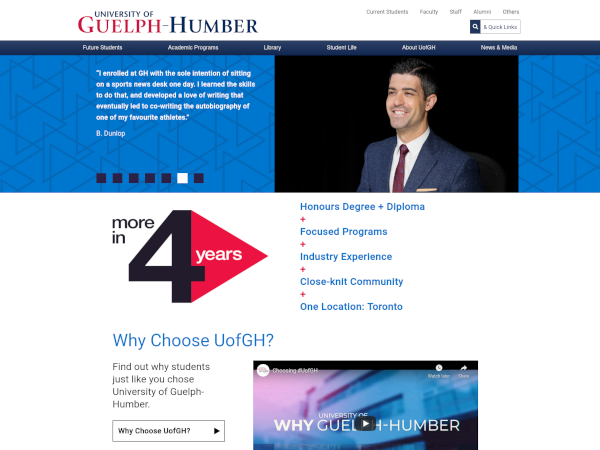 UNIVERSITY OF
GUELPH-HUMBER
Current Students Faculty Staff Alumni Others
& Quick Links
Future Students Academic Programs Library Student Life About UofGH News & Media
"I enrolled at GH with the sole intention of sitting
on a sports news desk one day. I learned the skills
to do that, and developed a love of writing that
eventually led to co-writing the autobiography of
one of my favourite athletes."
B. Dunlop
more
in
4
years
Honours Degree + Diploma
+
Focused Programs
+
Industry Experience
+
Close-knit Community
+
One Location: Toronto
Why Choose UofGH?
Find out why students
just like you chose
University of Guelph-
Humber.
Why Choose UofGH?
Choosing #UofGH
Watch later Share
UNIVERSITY OF
WHY GUELPH-HUMBER